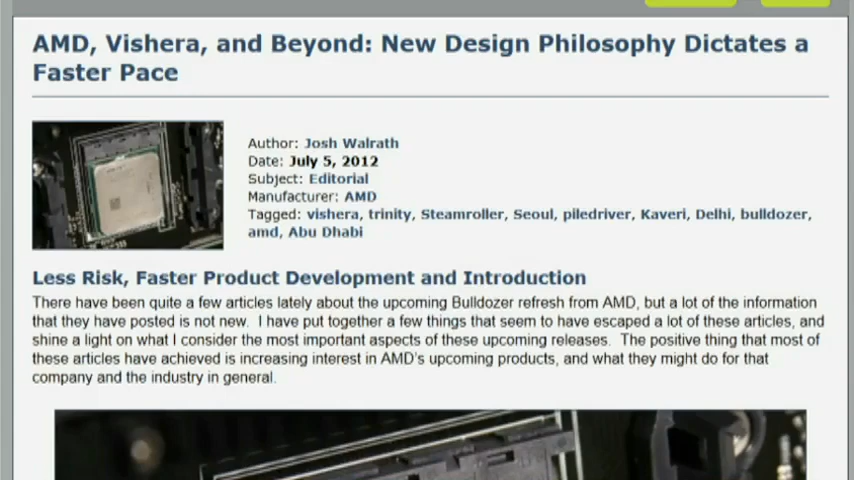 AMD, Vishera, and Beyond: New Design Philosophy Dictates a
Faster Pace
Author: Josh Walrath
Date: July 5, 2012
Subject: Editorial
Manufacturer: AMD
Tagged: vishera, trinity, Steamroller, Seoul, piledriver, Kaveri, Delhi, bulldozer,
amd, Abu Dhabi
Less Risk, Faster Product Development and Introduction
There have been quite a few articles lately about the upcoming Bulldozer refresh from AMD, but a lot of the information
that they have posted is not new.  I have put together a few things that seem to have escaped a lot of these articles, and
shine a light on what I consider the most important aspects of these upcoming releases.  The positive thing that most of
these articles have achieved is increasing interest in AMD's upcoming products, and what they might do for that
company and the industry in general.